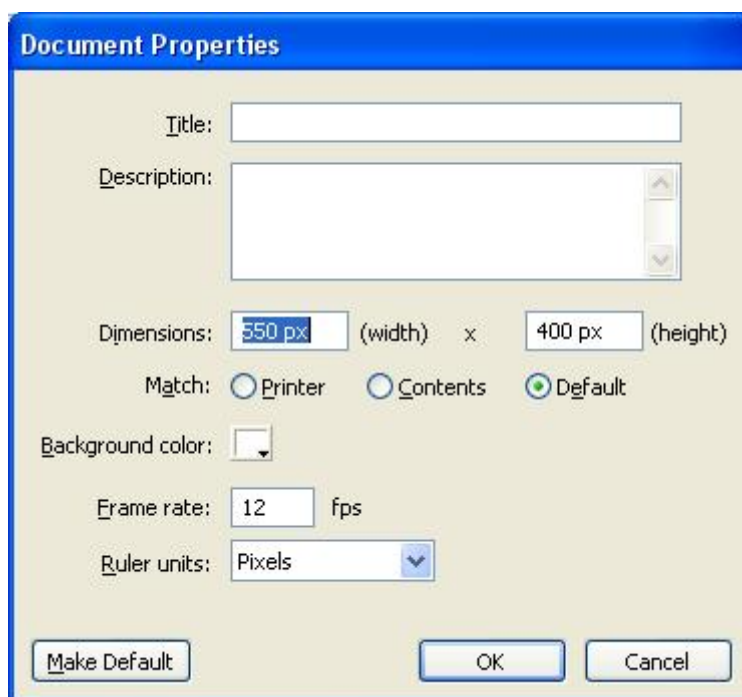 Document Properties
Title:
Description:
Dimensions: 550 px (width) x 400 px (height)
Match: Printer Contents Default
Background color:
Frame rate: 12 fps
Ruler units: Pixels
Make Default OK Cancel